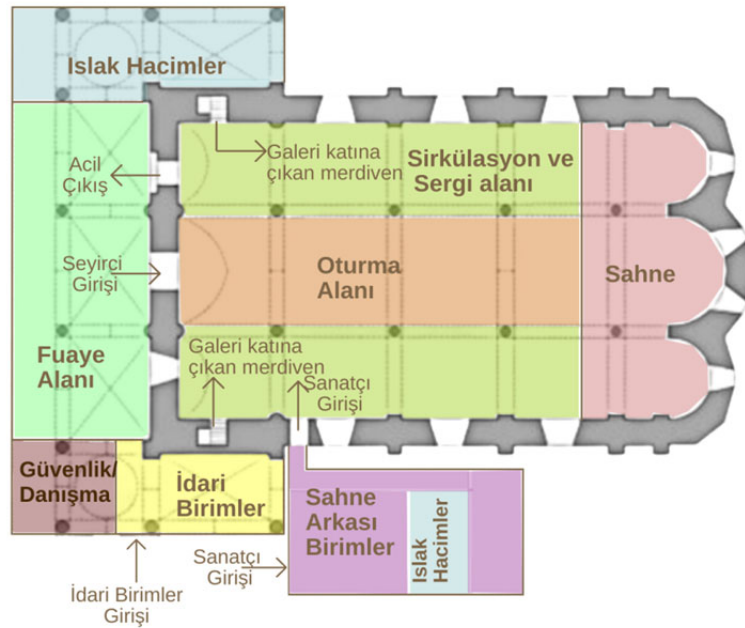 Islak Hacimler
Acil
Çıkış
Galeri katına
çıkan merdiven
Sirkülasyon ve
Sergi alanı
Seyirci
Girişi
Oturma
Alanı
Sahne
Fuaye
Alanı
Galeri katına
çıkan merdiven
Sanatçı
Girişi
Güvenlik/
Danışma
İdari
Birimler
Sahne
Arkası
Birimler
Islak
Hacimler
Sanatçı
Girişi
İdari Birimler
Girişi